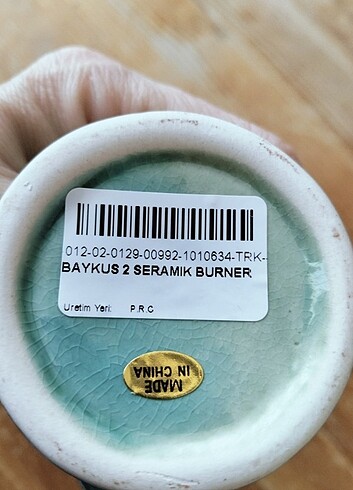 012-02-0129-00992-1010634-TRK-
BAYKUS 2 SERAMIK BURNER
Uretim Yeri: P.R.C
MADE
IN CHINA